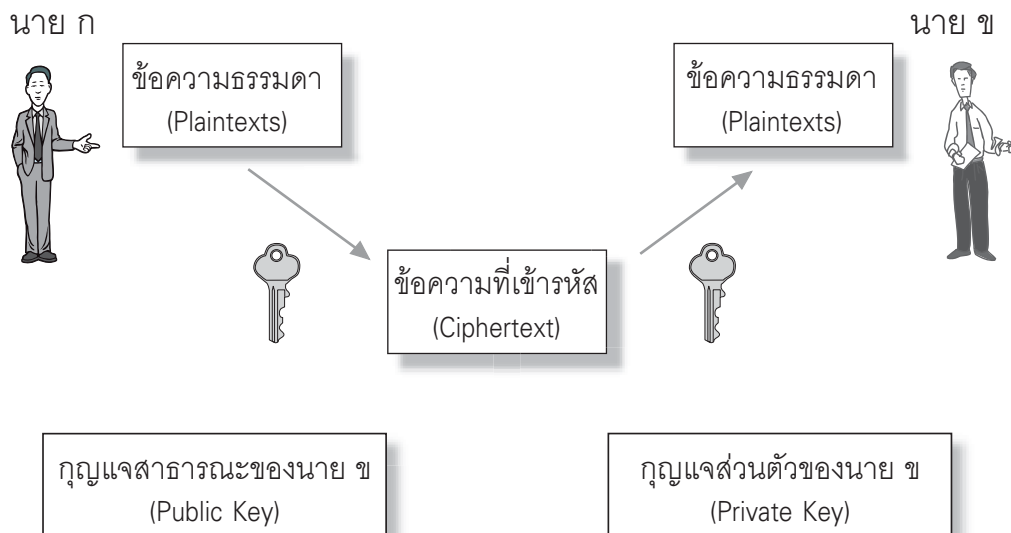 นาย ก
นาย ข
ข้อความธรรมดา
(Plaintexts)
ข้อความธรรมดา
(Plaintexts)
ข้อความที่เข้ารหัส
(Ciphertext)
กุญแจสาธารณะของนาย ข
(Public Key)
กุญแจส่วนตัวของนาย ข
(Private Key)